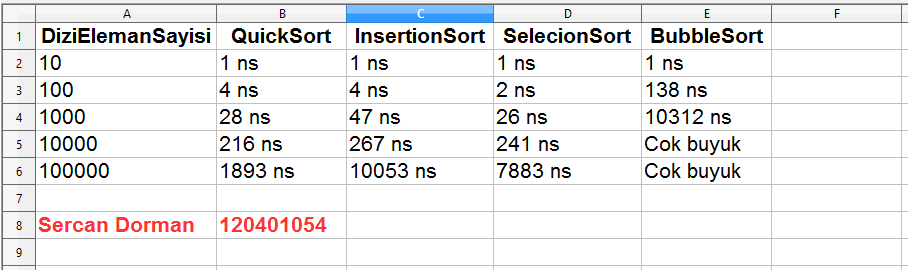 A B C D E F
1 DiziElemanSayisi QuickSort InsertionSort SelecionSort BubbleSort
2 10 1 ns 1 ns 1 ns 1 ns
3 100 4 ns 4 ns 2 ns 138 ns
4 1000 28 ns 47 ns 26 ns 10312 ns
5 10000 216 ns 267 ns 241 ns Cok buyuk
6 100000 1893 ns 10053 ns 7883 ns Cok buyuk
7
8 Sercan Dorman 120401054
9